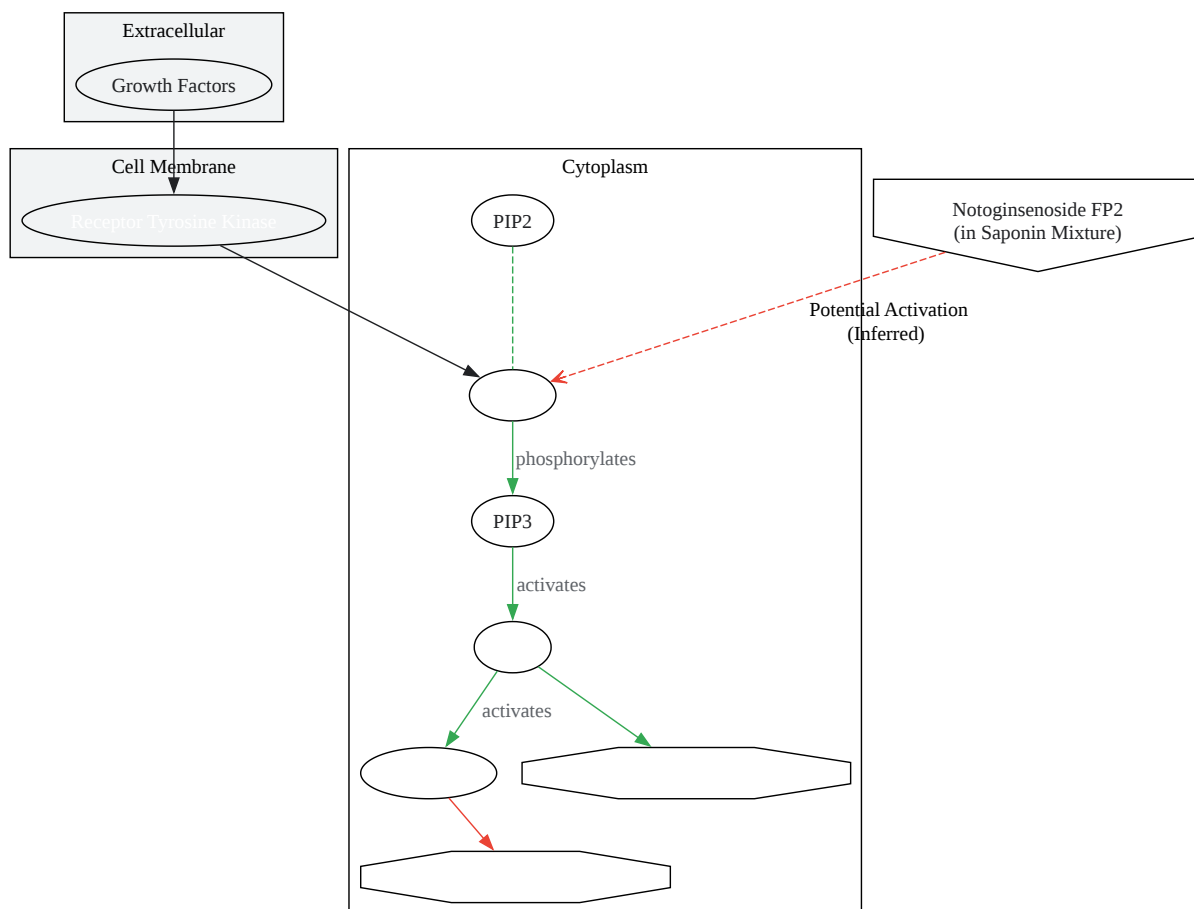 Extracellular
Growth Factors
Cell Membrane
Receptor Tyrosine Kinase
Cytoplasm
PIP2
Notoginsenoside FP2
(in Saponin Mixture)
Potential Activation
(Inferred)
phosphorylates
PIP3
activates
activates